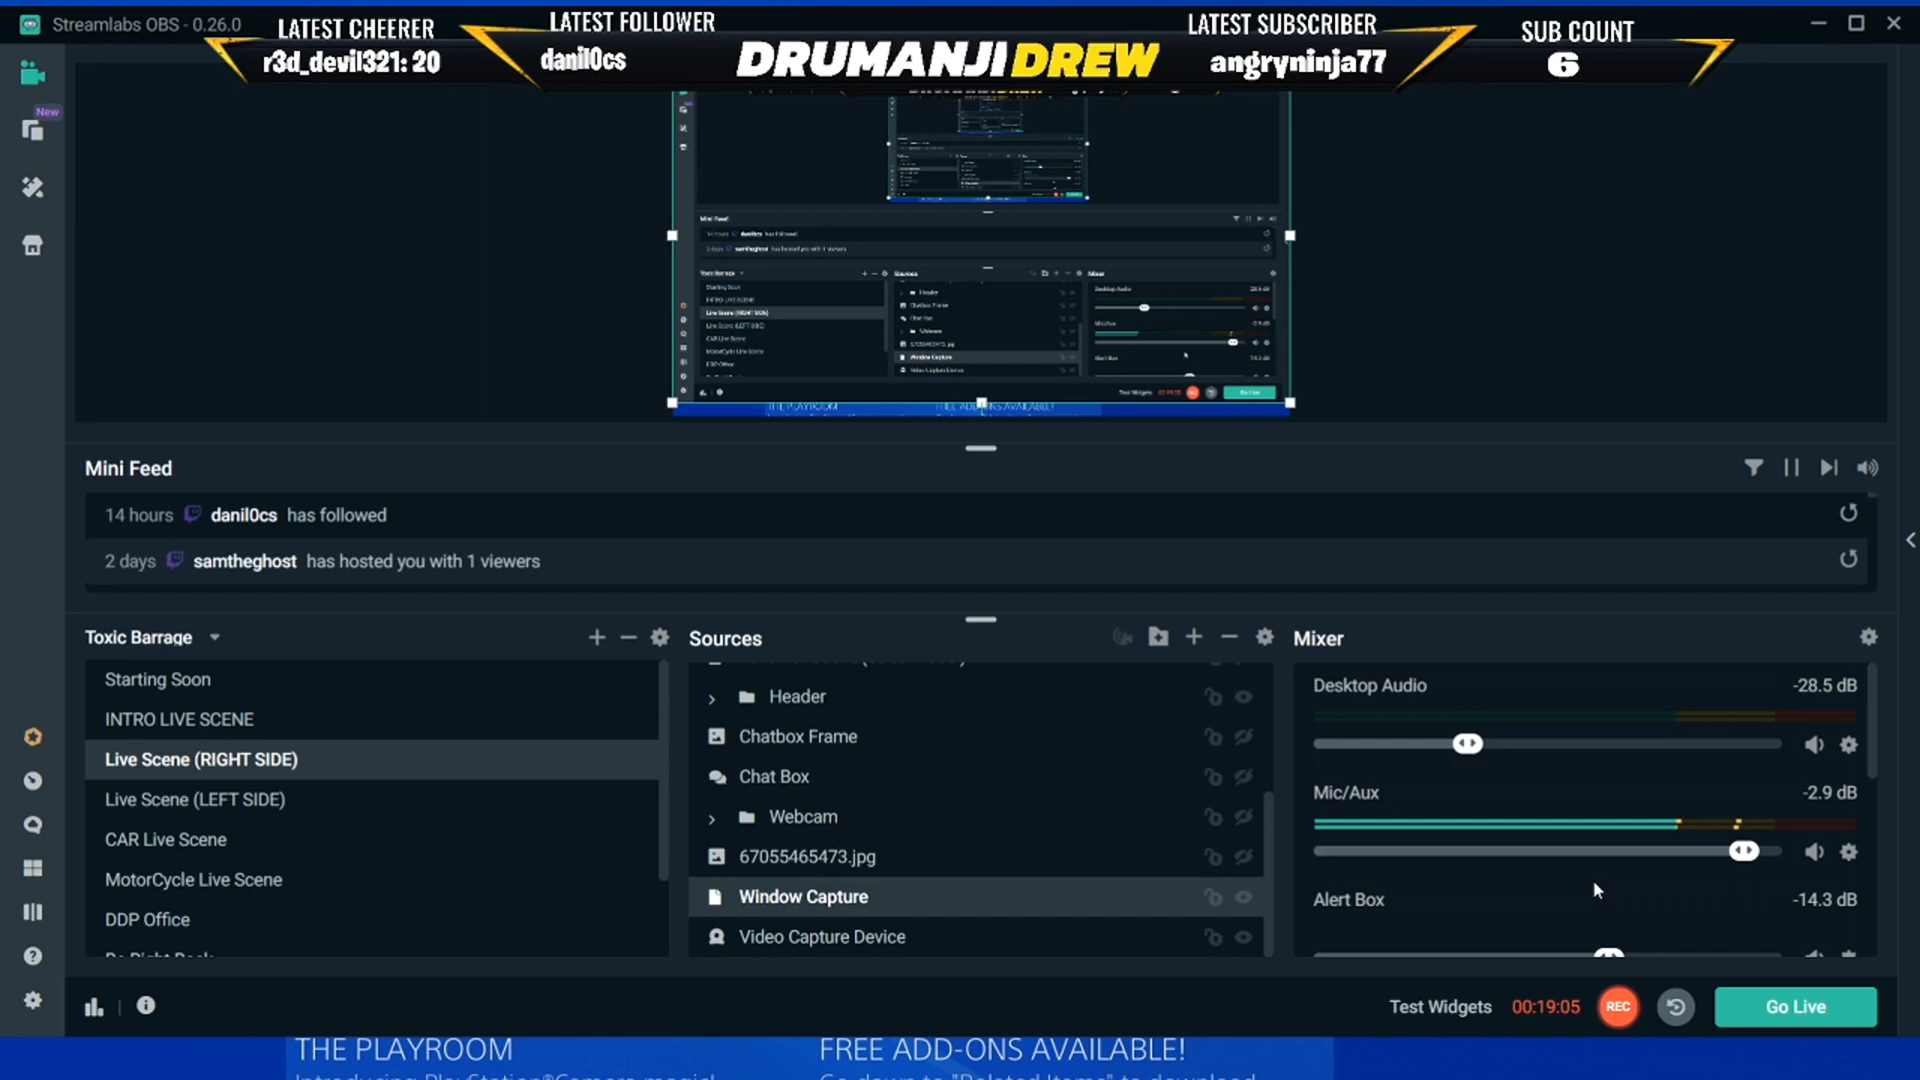 Streamlabs OBS - 0.26.0
LATEST CHEERER
r3d_devil321: 20
LATEST FOLLOWER
danil0cs
DRUMANJIDREW
LATEST SUBSCRIBER
angryninja77
SUB COUNT
6
New
Mini Feed
14 hours danil0cs has followed
2 days samtheghost has hosted you with 1 viewers
Toxic Barrage
Starting Soon
INTRO LIVE SCENE
Live Scene (RIGHT SIDE)
Live Scene (LEFT SIDE)
CAR Live Scene
MotorCycle Live Scene
DDP Office
Sources
Header
Chatbox Frame
Chat Box
Webcam
67055465473.jpg
Window Capture
Video Capture Device
Mixer
Desktop Audio -28.5 dB
Mic/Aux -2.9 dB
Alert Box -14.3 dB
Test Widgets 00:19:05 REC Go Live
THE PLAYROOM
FREE ADD-ONS AVAILABLE!